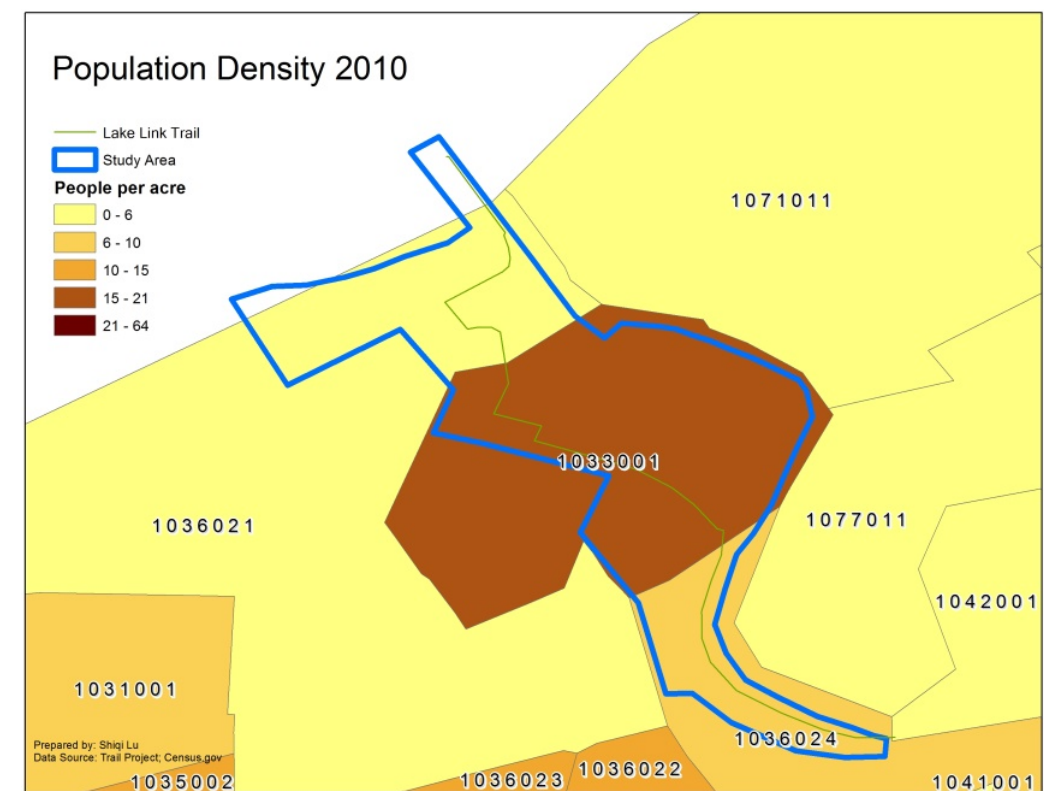 Population Density 2010
Lake Link Trail
Study Area
People per acre
0 - 6
6 - 10
10 - 15
15 - 21
21 - 64
1071011
1033001
1036021
1077011
1042001
1031001
1036024
Prepared by: Shiqi Lu
Data Source: Trail Project; Census.gov
1035002
1036023
1036022
1041001